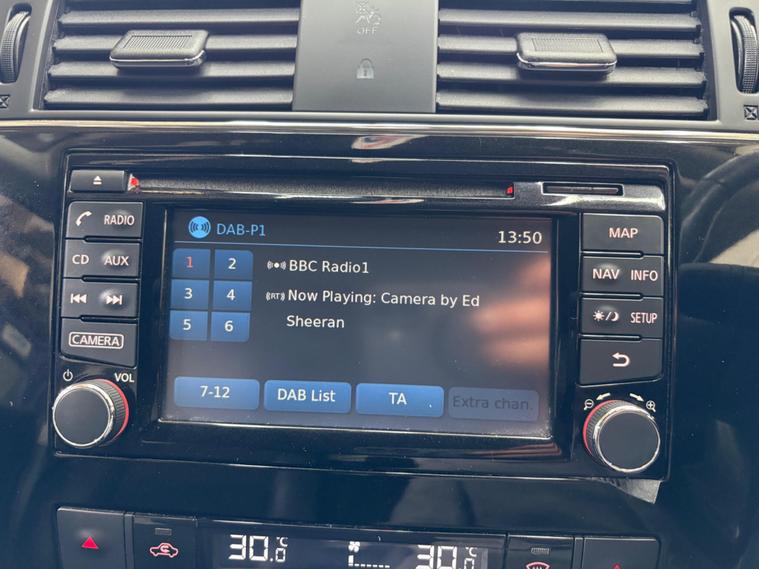 OFF
RADIO
CD AUX
CAMERA
VOL
DAB-P1 13:50
1 2
3 4
5 6
BBC Radio1
(RT) Now Playing: Camera by Ed
Sheeran
7-12 DAB List TA Extra chan.
MAP
NAV INFO
SETUP
30.0°C 30.0°C